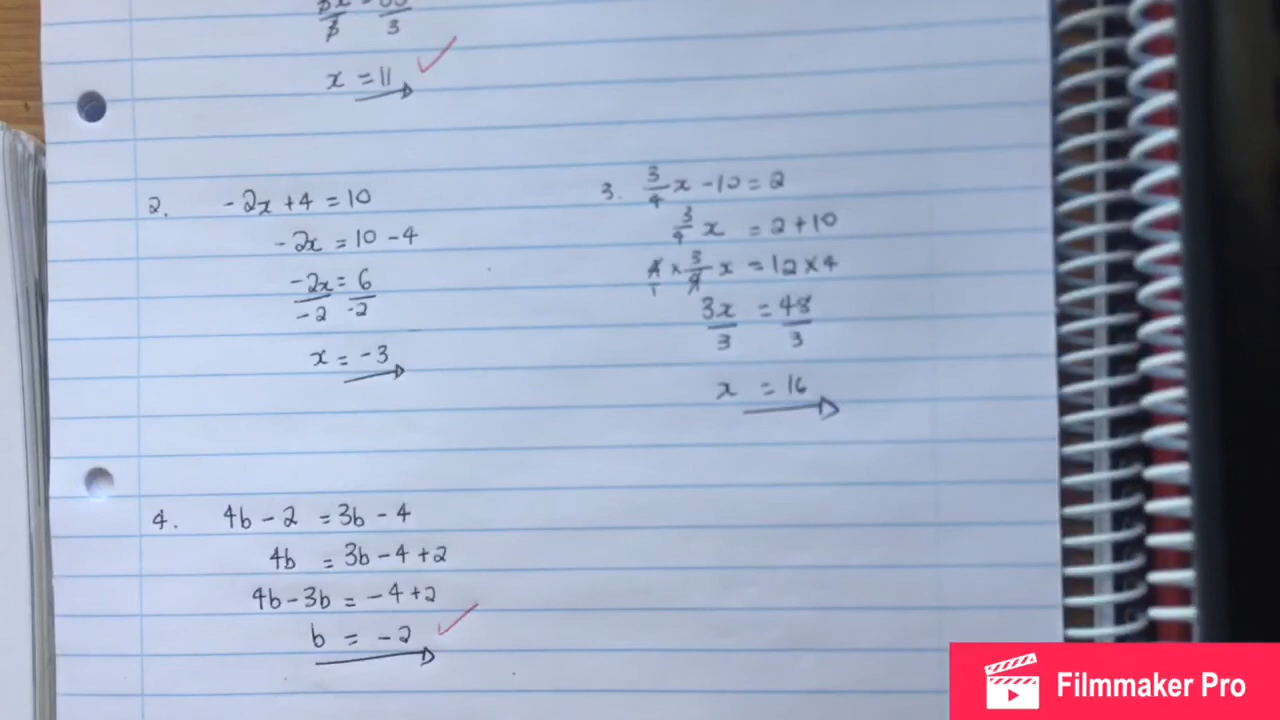 3
x = 11
2. -2x + 4 = 10
-2x = 10 - 4
-2x = 6
-2 -2
x = -3
3. 3/4 x - 10 = 2
3/4 x = 2 + 10
4 × 3/4 x = 12 × 4
1
3x = 48
3 3
x = 16
4. 4b - 2 = 3b - 4
4b = 3b - 4 + 2
4b - 3b = -4 + 2
b = -2
Filmmaker Pro